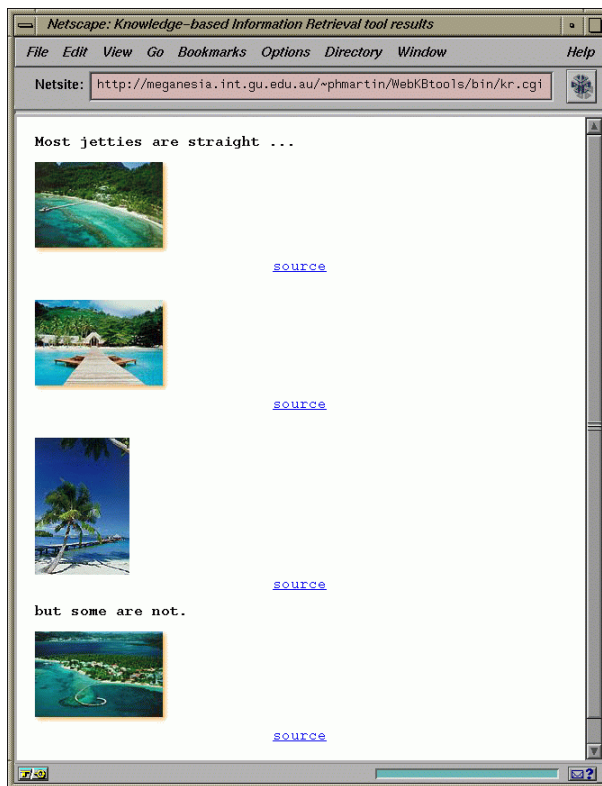 Netscape: Knowledge-based Information Retrieval tool results
File Edit View Go Bookmarks Options Directory Window Help
Netsite: http://meganesia.int.gu.edu.au/~phmartin/WebKBtools/bin/kr.cgi
Most jetties are straight ...
source
source
source
but some are not.
source
?